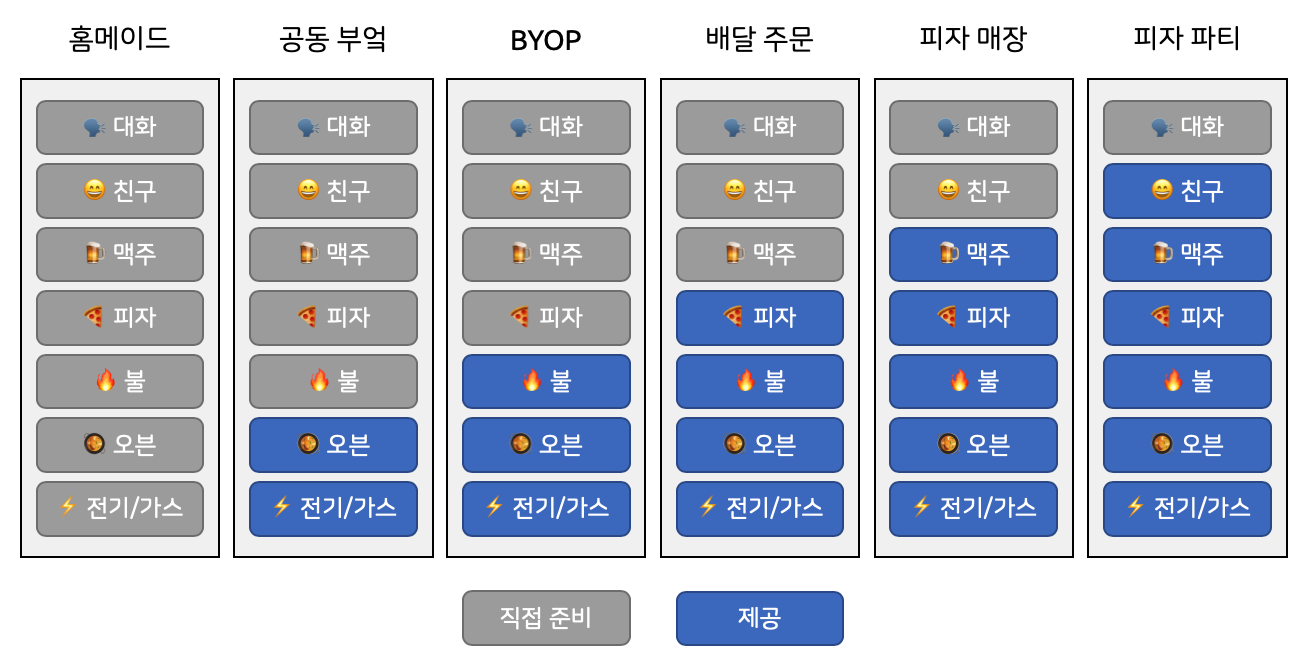 홈메이드
🗣️ 대화
😄 친구
🍺 맥주
🍕 피자
🔥 불
🥘 오븐
⚡ 전기/가스
공동 부엌
🗣️ 대화
😄 친구
🍺 맥주
🍕 피자
🔥 불
🥘 오븐
⚡ 전기/가스
BYOP
🗣️ 대화
😄 친구
🍺 맥주
🍕 피자
🔥 불
🥘 오븐
⚡ 전기/가스
배달 주문
🗣️ 대화
😄 친구
🍺 맥주
🍕 피자
🔥 불
🥘 오븐
⚡ 전기/가스
피자 매장
🗣️ 대화
😄 친구
🍺 맥주
🍕 피자
🔥 불
🥘 오븐
⚡ 전기/가스
피자 파티
🗣️ 대화
😄 친구
🍺 맥주
🍕 피자
🔥 불
🥘 오븐
⚡ 전기/가스
직접 준비
제공